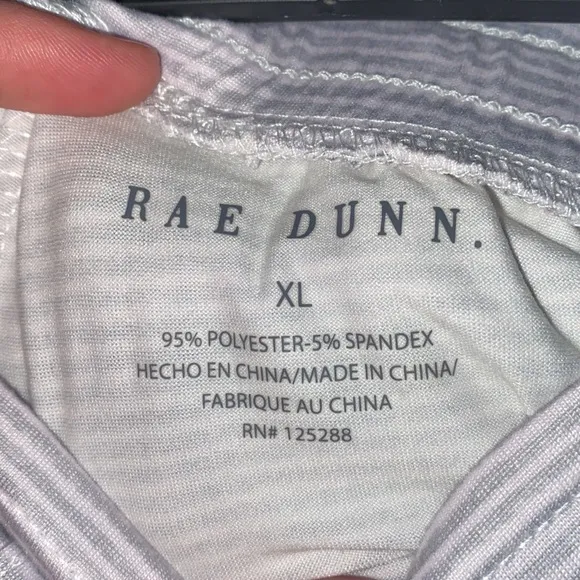 RAE DUNN.
XL
95% POLYESTER-5% SPANDEX
HECHO EN CHINA/MADE IN CHINA/
FABRIQUE AU CHINA
RN# 125288